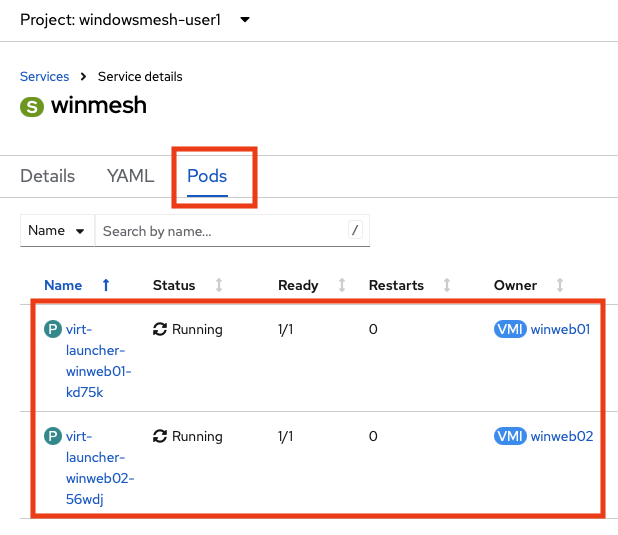 Project: windowsmesh-user1
Services > Service details
S winmesh
Details YAML Pods
Name Search by name... /
Name Status Ready Restarts Owner
P virt-launcher-winweb01-kd75k Running 1/1 0 VMI winweb01
P virt-launcher-winweb02-56wdj Running 1/1 0 VMI winweb02